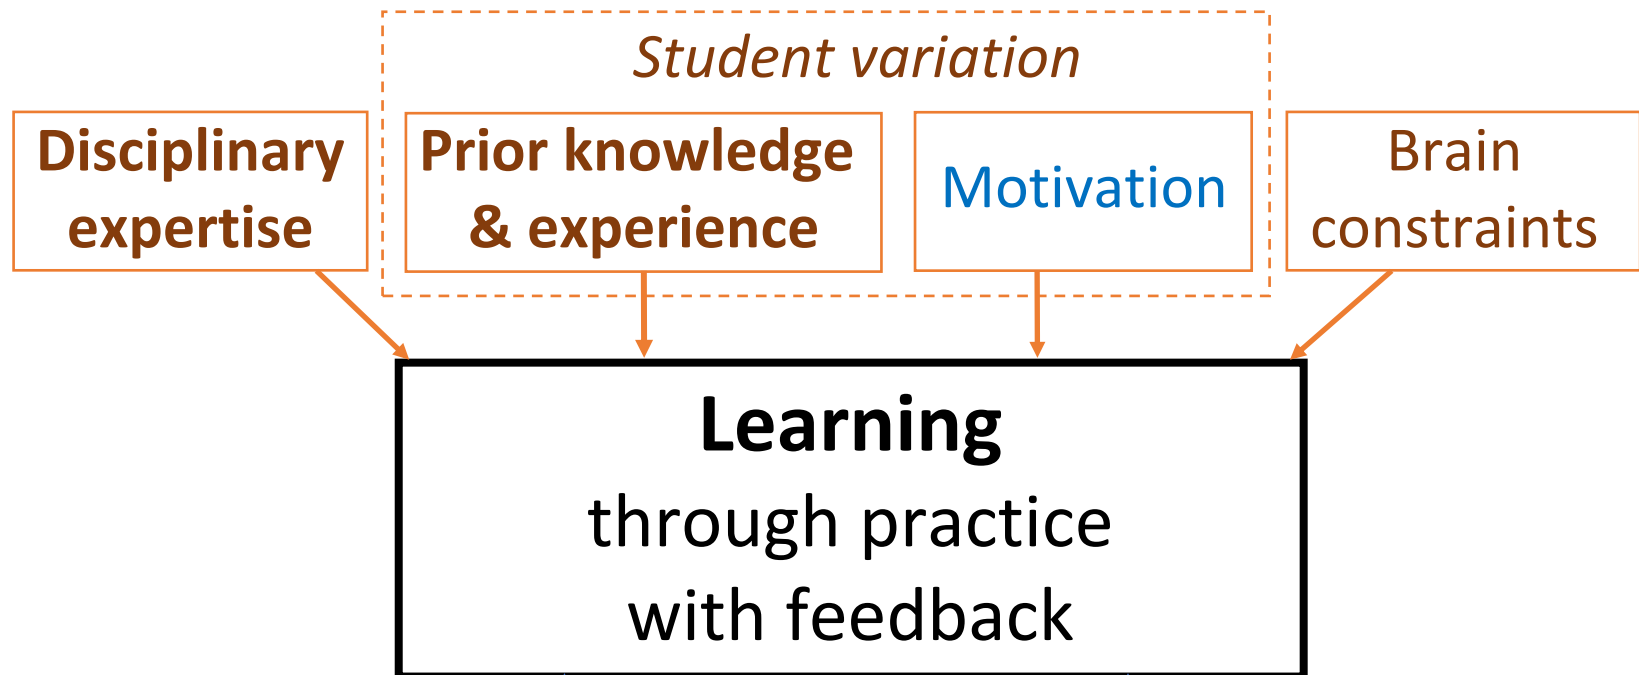 Student variation
Disciplinary
expertise
Prior knowledge
& experience
Motivation
Brain
constraints
Learning
through practice
with feedback